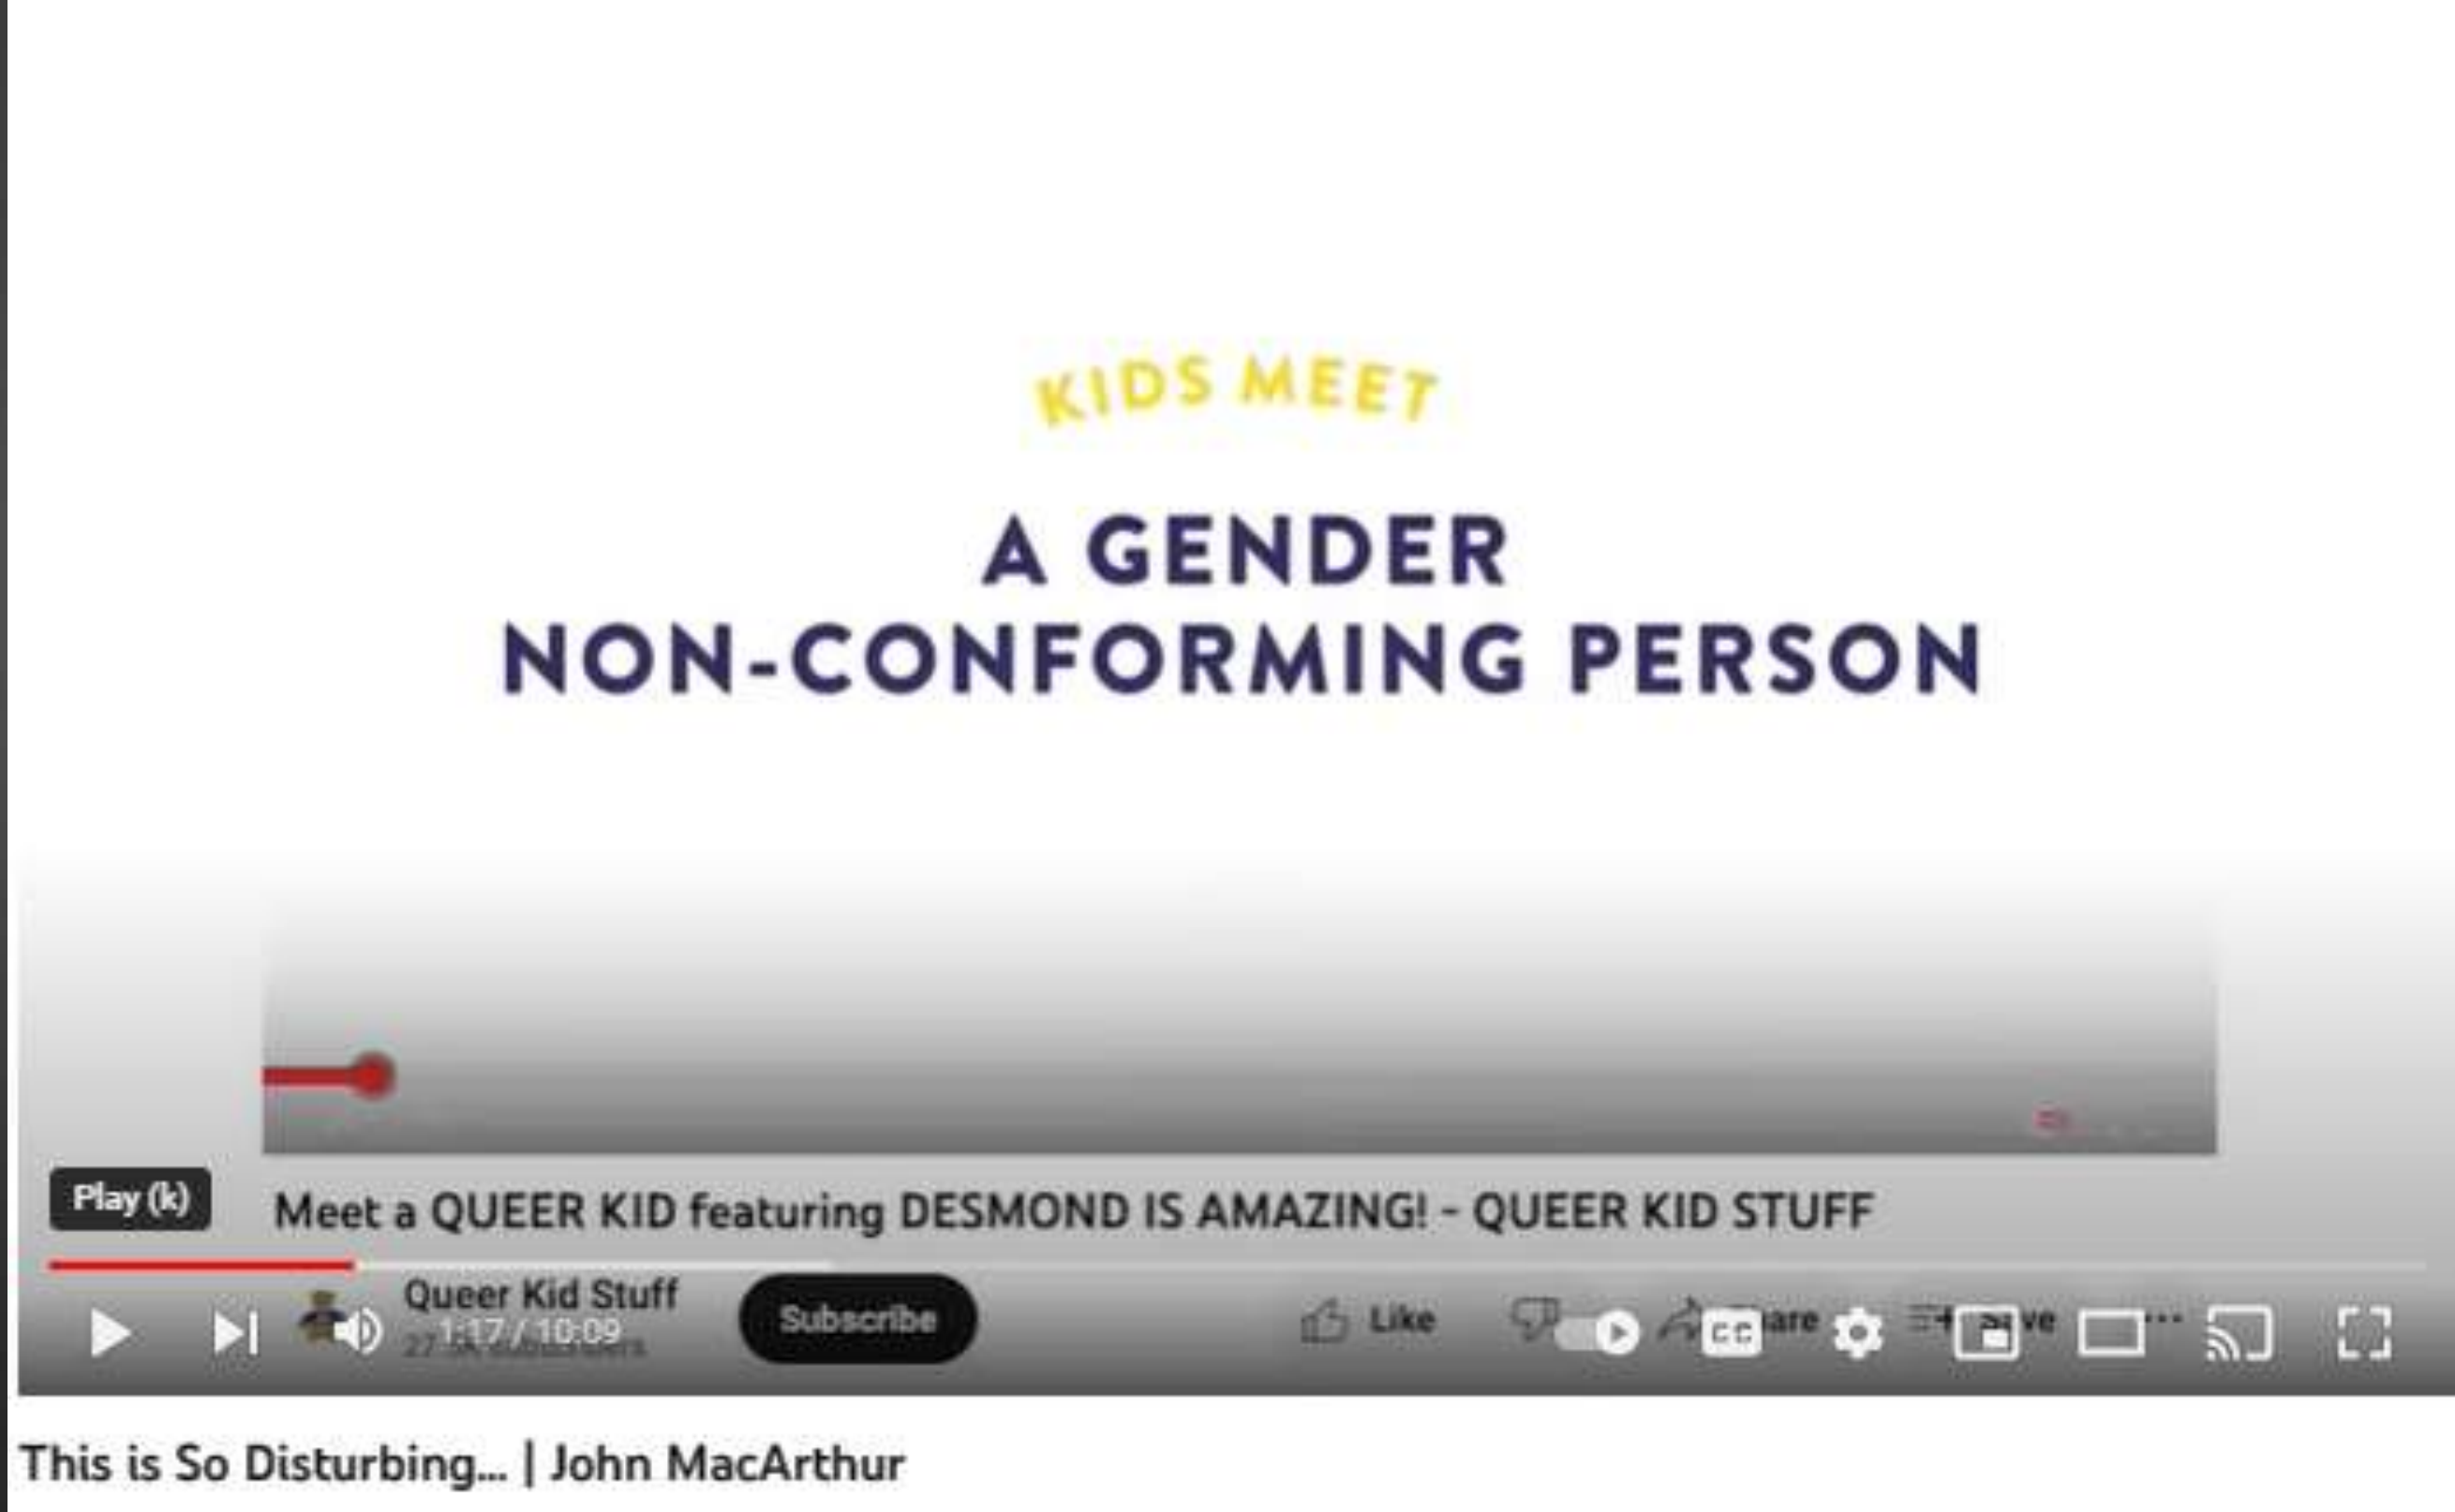 KIDS MEET
A GENDER
NON-CONFORMING PERSON
Play (k)
Meet a QUEER KID featuring DESMOND IS AMAZING! - QUEER KID STUFF
Queer Kid Stuff
Subscribe
Like
1:17 / 10:09
CC
This is So Disturbing... | John MacArthur